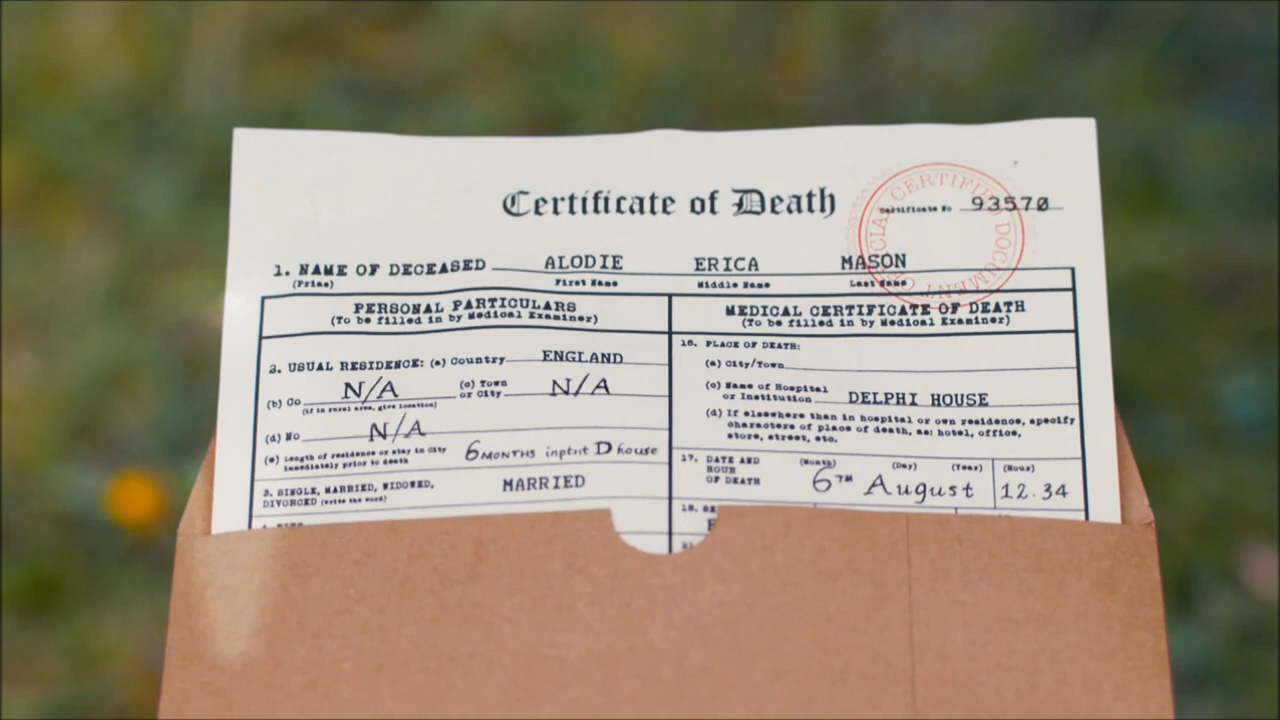 Certificate of Death
Certificate No 93570
CERTIFIED DOCUMENT
1. NAME OF DECEASED ALODIE ERICA MASON
First Name Middle Name Last Name
PERSONAL PARTICULARS
(To be filled in by Medical Examiner)
3. USUAL RESIDENCE: (a) Country ENGLAND
(b) Co N/A (c) Town or City N/A
(if in rural area, give location)
(d) No N/A
(e) Length of residence or stay in City
immediately prior to death 6 MONTHS inptnt D house
3. SINGLE, MARRIED, WIDOWED,
DIVORCED (write the word) MARRIED
MEDICAL CERTIFICATE OF DEATH
(To be filled in by Medical Examiner)
16. PLACE OF DEATH:
(a) City/Town
(c) Name of Hospital
or Institution DELPHI HOUSE
(d) If elsewhere than in hospital or own residence, specify
characters of place of death, as: hotel, office,
store, street, etc.
17. DATE AND (Month) (Day) (Year) (Hour)
HOUR
OF DEATH 6TH August 12.34
18.